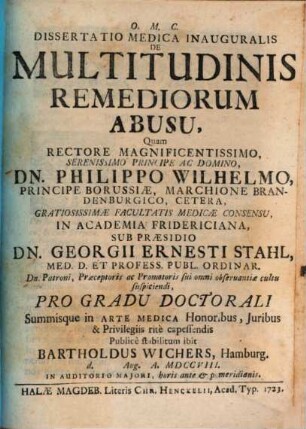 O. M. C.
DISSERTATIO MEDICA INAUGURALIS
DE
MULTITUDINIS
REMEDIORUM
ABUSU,
Quam
RECTORE MAGNIFICENTISSIMO,
SERENISSIMO PRINCIPE AC DOMINO,
DN. PHILIPPO WILHELMO,
PRINCIPE BORUSSIÆ, MARCHIONE BRAN-
DENBURGICO, CETERA,
GRATIOSISSIMÆ FACULTATIS MEDICÆ CONSENSU,
IN ACADEMIA FRIDERICIANA,
SUB PRÆSIDIO
DN. GEORGII ERNESTI STAHL,
MED. D. ET PROFESS. PUBL. ORDINAR.
Dn. Patroni, Præceptoris ac Promotoris sui omni observantiæ cultu
suspiciendi,
PRO GRADU DOCTORALI
Summisque in ARTE MEDICA Honor.bus, Juribus
& Privilegiis ritè capessendis
Publicè stabilitum ibit
BARTHOLDUS WICHERS, Hamburg.
d. Aug. A. MDCCVIII.
IN AUDITORIO MAJORI, horis ante & p.meridianis.
HALÆ MAGDEB. Literis CHR. HENCKELII, Acad. Typ. 1723.